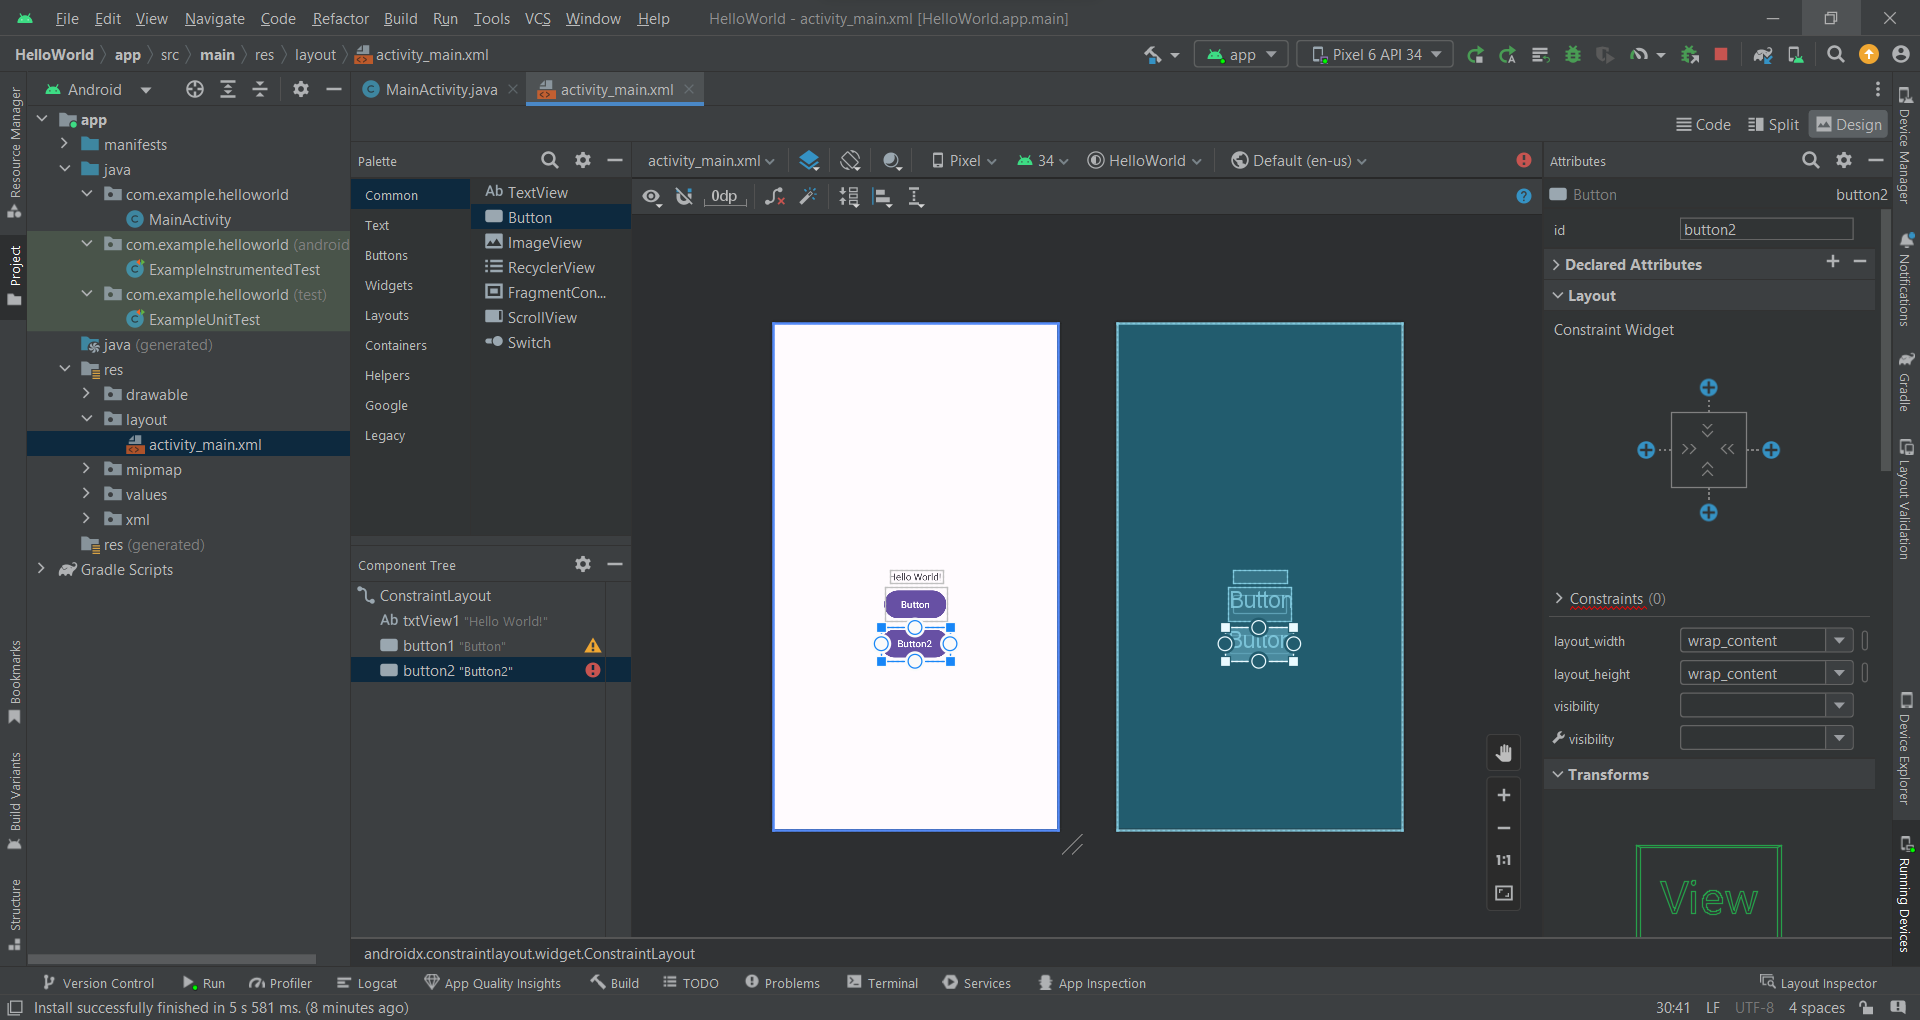 File Edit View Navigate Code Refactor Build Run Tools VCS Window Help HelloWorld - activity_main.xml [HelloWorld.app.main]
HelloWorld app src main res layout activity_main.xml app Pixel 6 API 34
Android MainActivity.java activity_main.xml
Code Split Design
Resource Manager
Project
Bookmarks
Build Variants
Structure
app
manifests
java
com.example.helloworld
MainActivity
com.example.helloworld (android
ExampleInstrumentedTest
com.example.helloworld (test)
ExampleUnitTest
java (generated)
res
drawable
layout
activity_main.xml
mipmap
values
xml
res (generated)
Gradle Scripts
Palette
Common
Text
Buttons
Widgets
Layouts
Containers
Helpers
Google
Legacy
Ab TextView
Button
ImageView
RecyclerView
FragmentCon...
ScrollView
Switch
Component Tree
ConstraintLayout
Ab txtView1 "Hello World!"
button1 "Button"
button2 "Button2"
activity_main.xml Pixel 34 HelloWorld Default (en-us)
0dp
Hello World!
Button
Button2
Button
Button
1:1
androidx.constraintlayout.widget.ConstraintLayout
Attributes
Button button2
id button2
Declared Attributes
Layout
Constraint Widget
Constraints (0)
layout_width wrap_content
layout_height wrap_content
visibility
visibility
Transforms
View
Device Manager
Notifications
Gradle
Layout Validation
Device Explorer
Running Devices
Version Control Run Profiler Logcat App Quality Insights Build TODO Problems Terminal Services App Inspection Layout Inspector
Install successfully finished in 5 s 581 ms. (8 minutes ago) 30:41 LF UTF-8 4 spaces